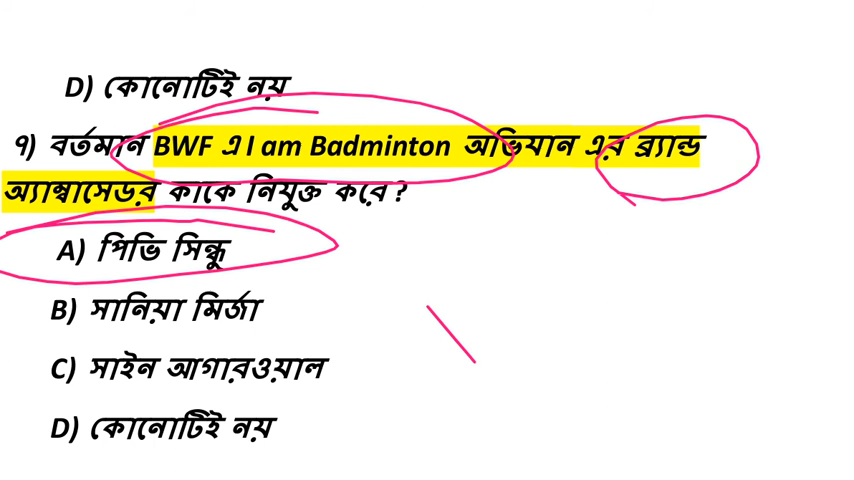 D) কোনোটিই নয়
৭) বর্তমান BWF এ I am Badminton অভিযান এর ব্র্যান্ড
অ্যাম্বাসেডর কাকে নিযুক্ত করে ?
A) পিভি সিন্ধু
B) সানিয়া মির্জা
C) সাইন আগারওয়াল
D) কোনোটিই নয়